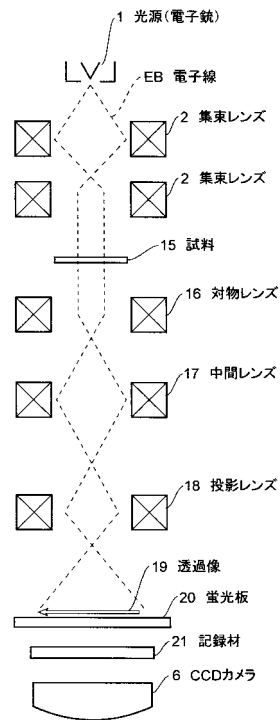 1 光源(電子銃)
EB 電子線
2 集束レンズ
2 集束レンズ
15 試料
16 対物レンズ
17 中間レンズ
18 投影レンズ
19 透過像
20 蛍光板
21 記録材
6 CCDカメラ